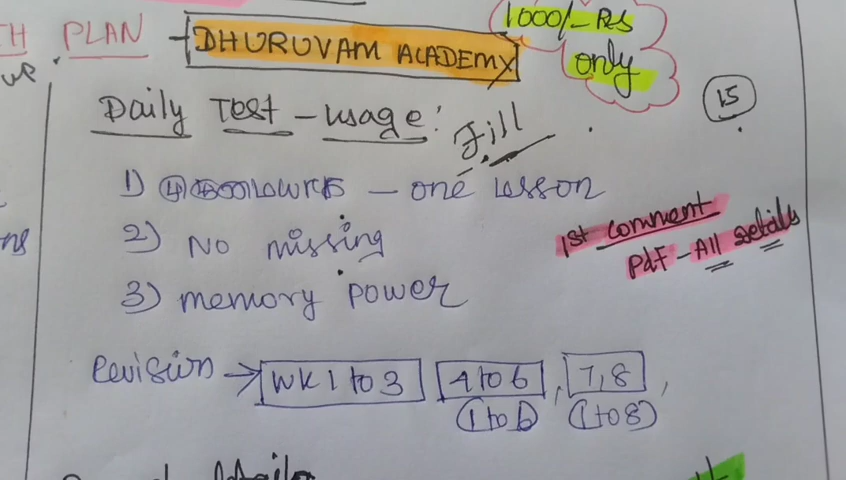 TH PLAN - DHURUVAM ACADEMY
1000/- Rs
only
15
Daily Test - usage:
Fill
1) - one lesson
2) No missing
3) memory power
1st comment
Pdf - All details
Revision → WK 1 to 3 4 to 6, 7,8,
(1 to 6) (1 to 8)